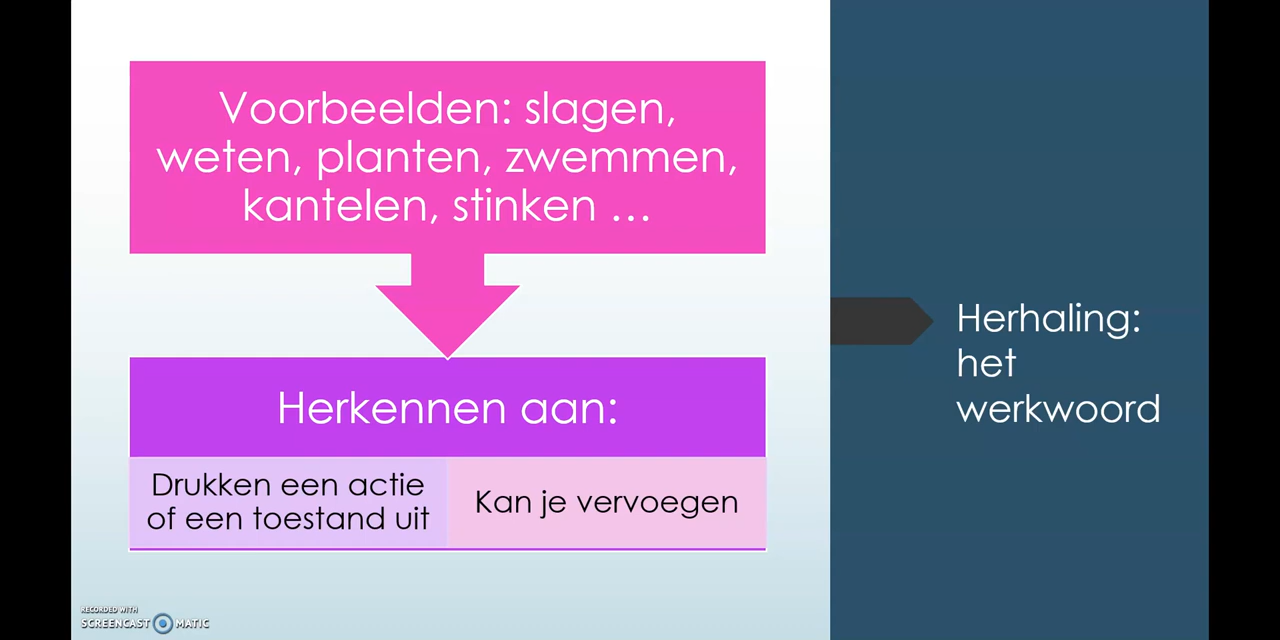 Voorbeelden: slagen,
weten, planten, zwemmen,
kantelen, stinken ...
Herkennen aan:
Drukken een actie
of een toestand uit
Kan je vervoegen
Herhaling:
het
werkwoord
RECORDED WITH
SCREENCAST MATIC